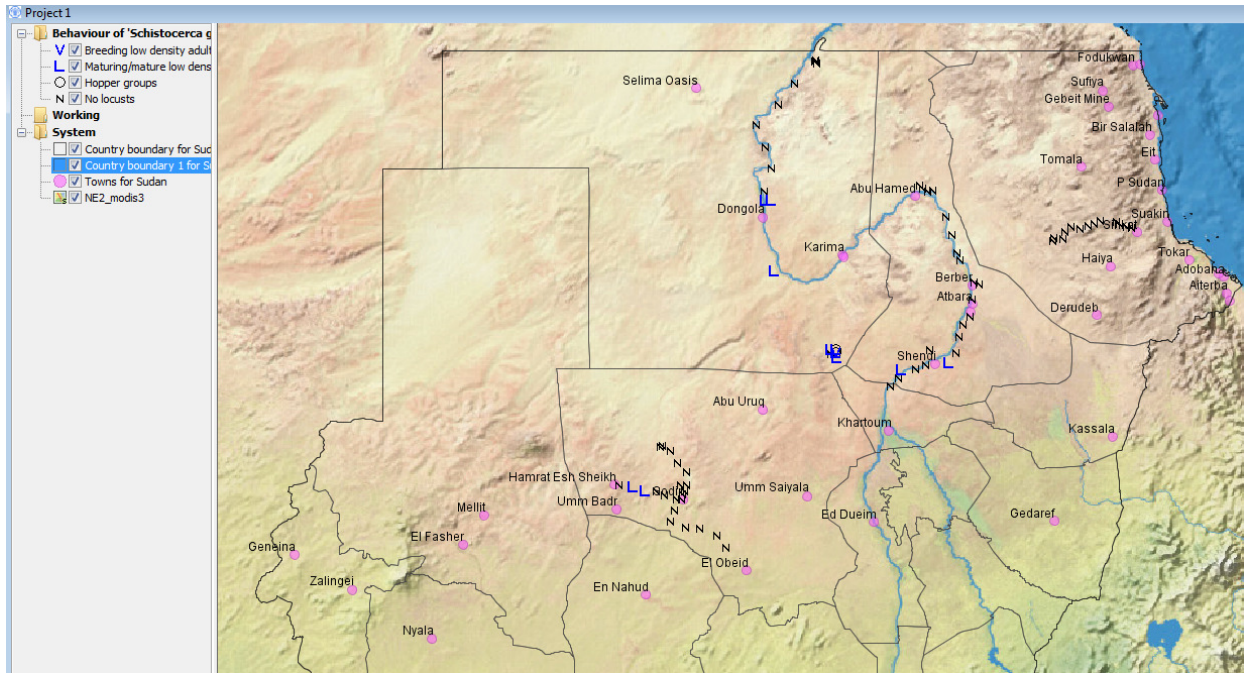 Project 1
Behaviour of 'Schistocerca g
Breeding low density adult
Maturing/mature low dens
Hopper groups
No locusts
Working
System
Country boundary for Sud
Country boundary 1 for S
Towns for Sudan
NE2_modis3
Fodukwan
Selima Oasis
Sufiya
Gebeit Mine
Bir Salalah
Eit
Tomala
P Sudan
Abu Hamed
Dongola
Suakin
Karima
Haiya
Tokar
Adobana
Aiterba
Berber
Atbara
Derudeb
Shendi
Abu Uruq
Khartoum
Kassala
Hamrat Esh Sheikh
Umm Badr
Umm Saiyala
Mellit
Ed Dueim
Gedaref
El Fasher
Geneina
El Obeid
Zalingei
En Nahud
Nyala